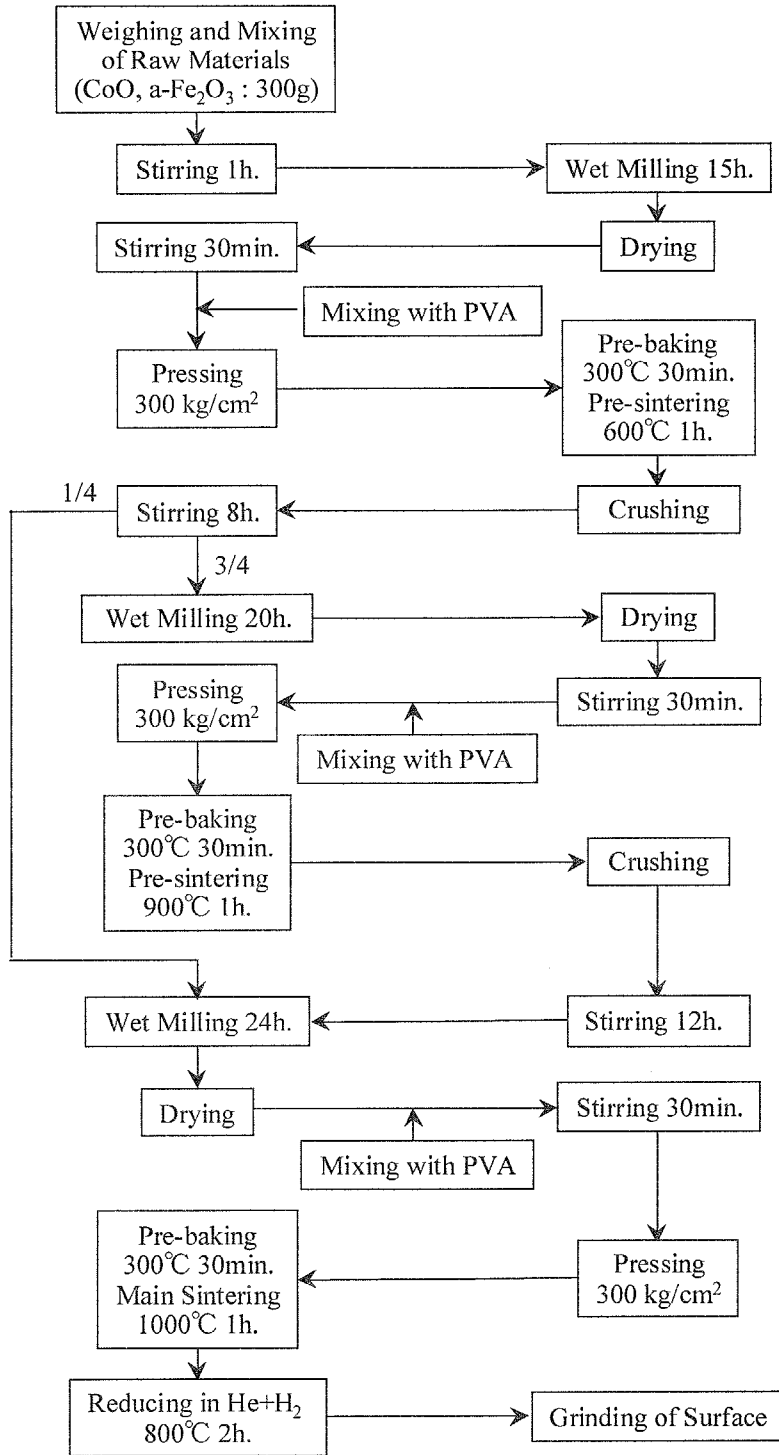 Weighing and Mixing
of Raw Materials
(CoO, a-Fe₂O₃ : 300g)
Stirring 1h.
Wet Milling 15h.
Drying
Stirring 30min.
Mixing with PVA
Pressing
300 kg/cm²
Pre-baking
300℃ 30min.
Pre-sintering
600℃ 1h.
Crushing
Stirring 8h.
1/4
3/4
Wet Milling 20h.
Drying
Stirring 30min.
Mixing with PVA
Pressing
300 kg/cm²
Pre-baking
300℃ 30min.
Pre-sintering
900℃ 1h.
Crushing
Stirring 12h.
Wet Milling 24h.
Drying
Mixing with PVA
Stirring 30min.
Pressing
300 kg/cm²
Pre-baking
300℃ 30min.
Main Sintering
1000℃ 1h.
Reducing in He+H₂
800℃ 2h.
Grinding of Surface